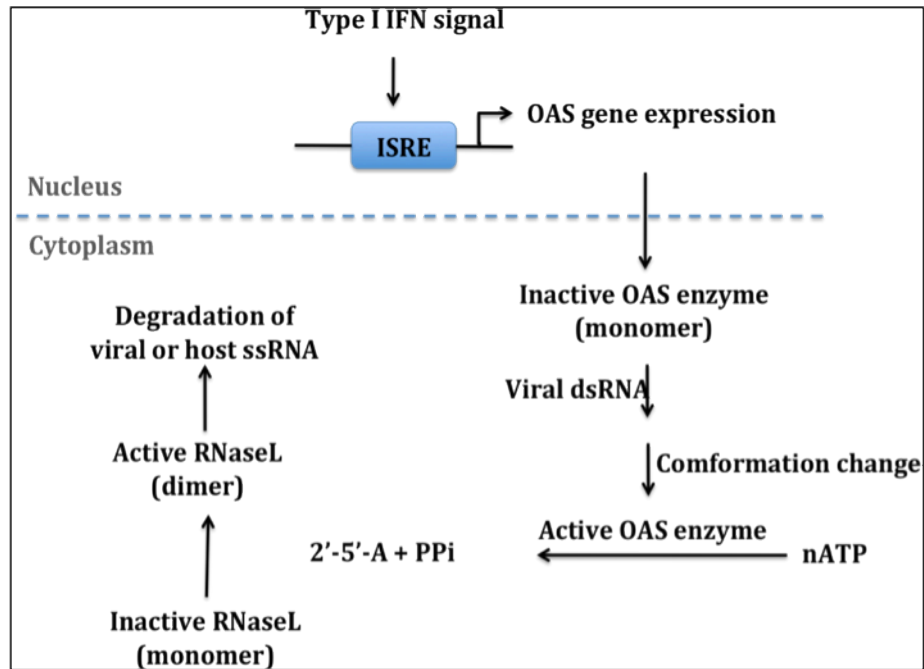 Type I IFN signal
ISRE
OAS gene expression
Nucleus
Cytoplasm
Inactive OAS enzyme
(monomer)
Viral dsRNA
Comformation change
Active OAS enzyme
nATP
2′-5′-A + PPi
Degradation of
viral or host ssRNA
Active RNaseL
(dimer)
Inactive RNaseL
(monomer)